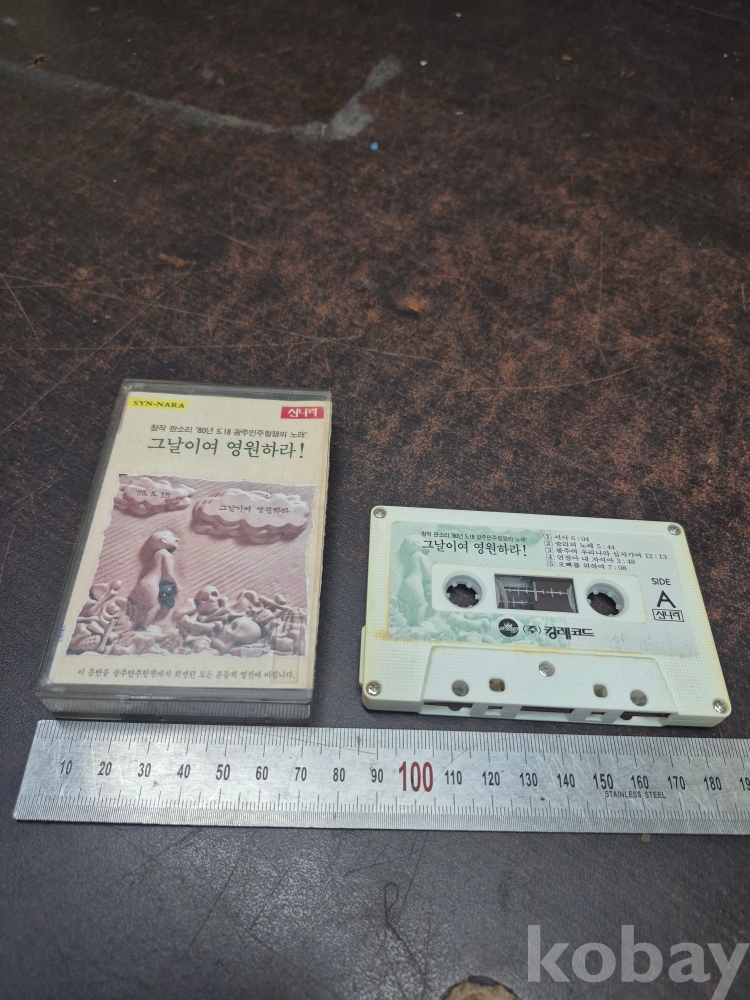 SYN-NARA
신나라
창작 판소리 '80년 5.18 광주민주항쟁의 노래'
그날이여 영원하라!
그날이여 영원하라
이 음반을 광주민주항쟁에서 희생된 모든 분들의 영전에 바칩니다.
창작 판소리 '80년 5.18 광주민주항쟁의 노래'
그날이여 영원하라!
1 서사 6:04
2 승리의 노래 5:44
3 광주여 우리나라 십자가여 12:13
4 언정아 내 자식아 3:48
5 오빠를 위하여 7:08
SIDE
A
신나라
(주) 킹레코드
10 20 30 40 50 60 70 80 90 100 110 120 130 140 150 160 170 180
STAINLESS STEEL
kobay